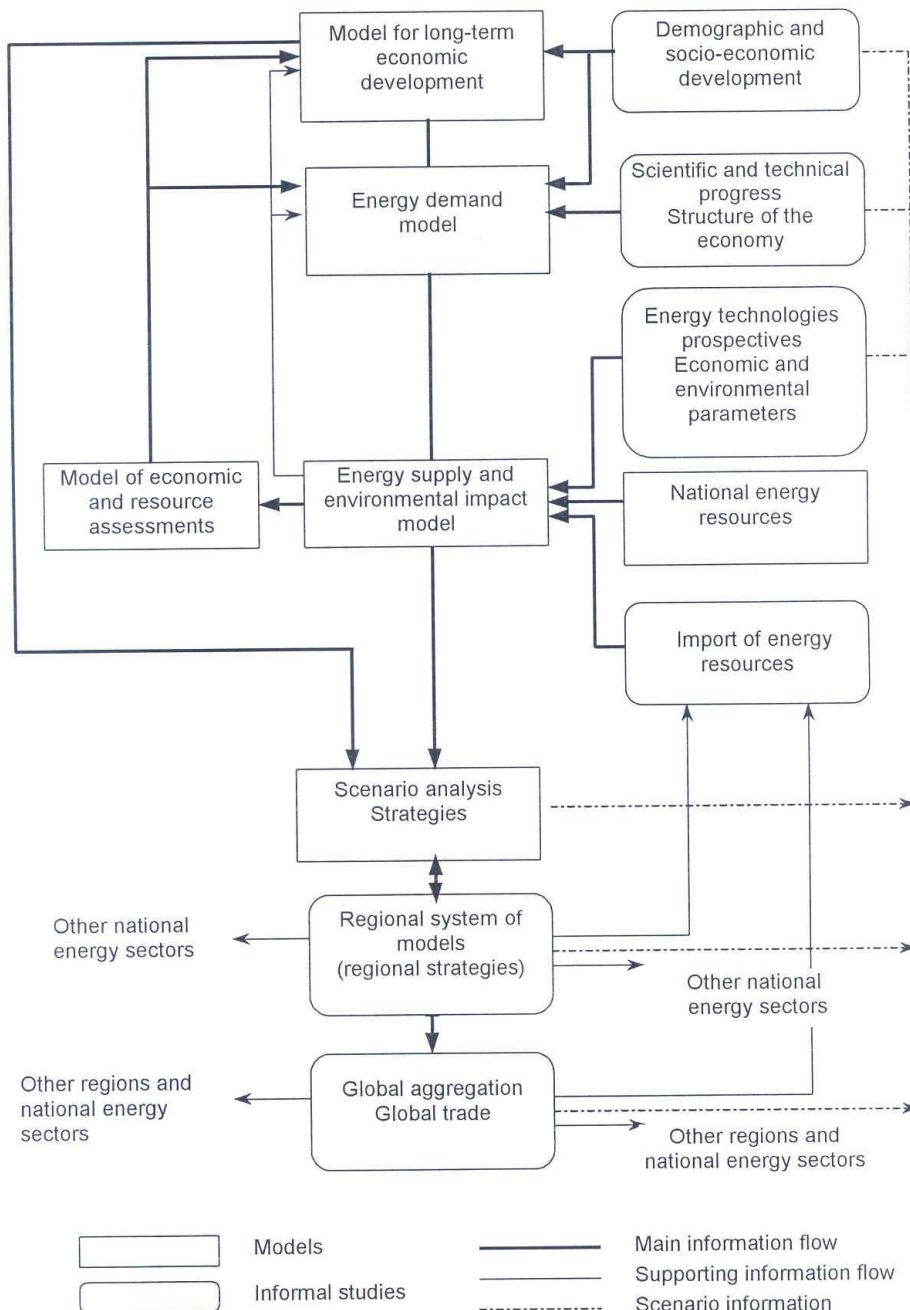 Model for long-term
economic
development
Demographic and
socio-economic
development
Energy demand
model
Scientific and technical
progress
Structure of the
economy
Energy technologies
prospectives
Economic and
environmental
parameters
Model of economic
and resource
assessments
Energy supply and
environmental impact
model
National energy
resources
Import of energy
resources
Scenario analysis
Strategies
Other national
energy sectors
Regional system of
models
(regional strategies)
Other national
energy sectors
Other regions and
national energy
sectors
Global aggregation
Global trade
Other regions and
national energy sectors
Models
Main information flow
Informal studies
Supporting information flow
Scenario information